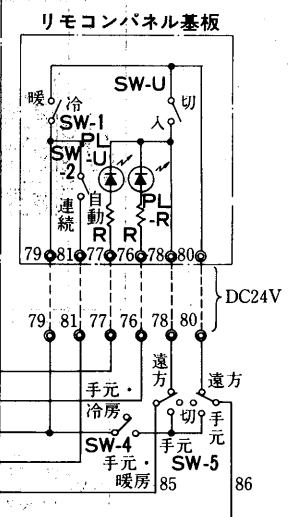 リモコンパネル基板
SW-U
暖 冷 切
SW-1 入
SW PL
-2 -U
PL
-R
連続
自動
R R
79 81 77 76 78 80
DC24V
79 81 77 76 78 80
遠方 遠方
手元・
冷房
切 手元
SW-4 手元
手元・ SW-5
暖房 85 86